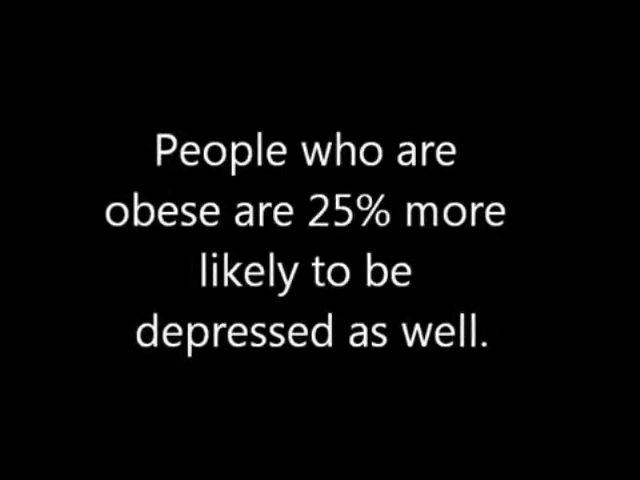 People who are
obese are 25% more
likely to be
depressed as well.